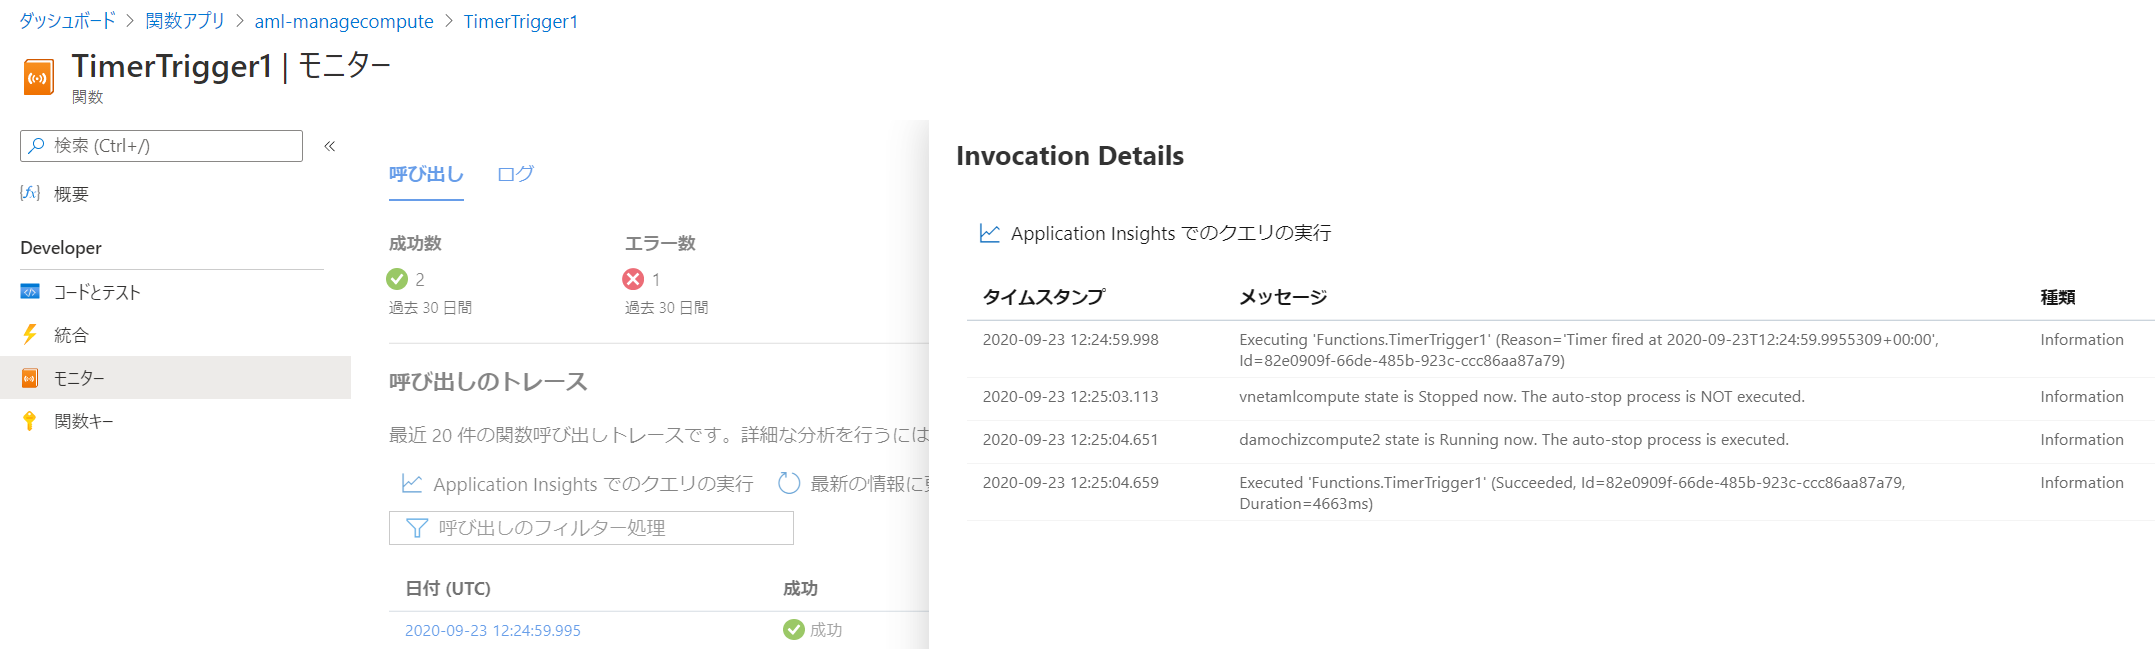 ダッシュボード > 関数アプリ > aml-managecompute > TimerTrigger1
TimerTrigger1 | モニター
関数
検索 (Ctrl+/)
«
概要
Developer
コードとテスト
統合
モニター
関数キー
呼び出し ログ
成功数 エラー数
2 1
過去 30 日間 過去 30 日間
呼び出しのトレース
最近 20 件の関数呼び出しトレースです。詳細な分析を行うには
Application Insights でのクエリの実行 最新の情報に
呼び出しのフィルター処理
日付 (UTC) 成功
2020-09-23 12:24:59.995 成功
Invocation Details
Application Insights でのクエリの実行
タイムスタンプ メッセージ 種類
2020-09-23 12:24:59.998 Executing 'Functions.TimerTrigger1' (Reason='Timer fired at 2020-09-23T12:24:59.9955309+00:00', Information
Id=82e0909f-66de-485b-923c-ccc86aa87a79)
2020-09-23 12:25:03.113 vnetamlcompute state is Stopped now. The auto-stop process is NOT executed. Information
2020-09-23 12:25:04.651 damochizcompute2 state is Running now. The auto-stop process is executed. Information
2020-09-23 12:25:04.659 Executed 'Functions.TimerTrigger1' (Succeeded, Id=82e0909f-66de-485b-923c-ccc86aa87a79, Information
Duration=4663ms)